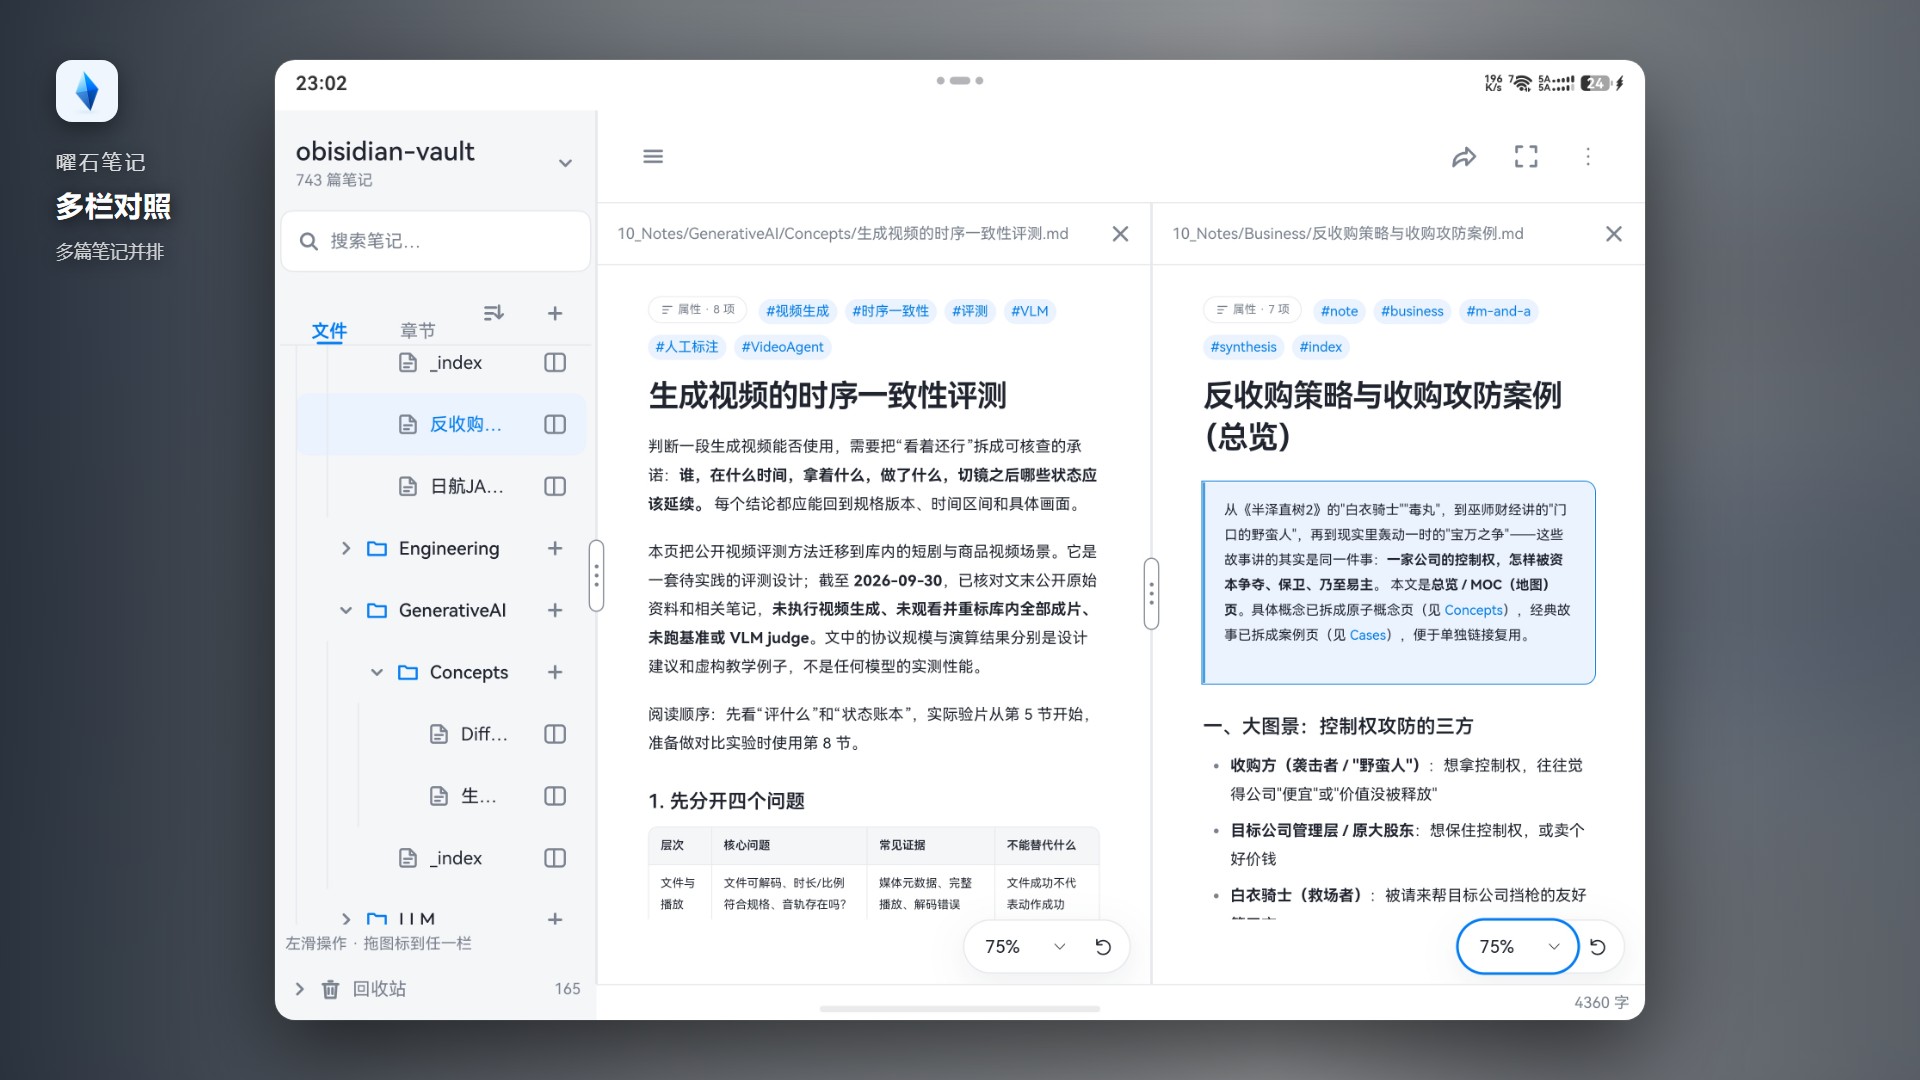 曜石笔记
多栏对照
多篇笔记并排
23:02
196 K/s
7
5A
5A
24
obisidian-vault
743 篇笔记
搜索笔记…
文件
章节
_index
反收购…
日航JA…
Engineering
GenerativeAI
Concepts
Diff…
生…
_index
LLM
左滑操作 · 拖图标到任一栏
回收站
165
10_Notes/GenerativeAI/Concepts/生成视频的时序一致性评测.md
属性 · 8 项
#视频生成
#时序一致性
#评测
#VLM
#人工标注
#VideoAgent
生成视频的时序一致性评测
判断一段生成视频能否使用，需要把“看着还行”拆成可核查的承
诺：谁，在什么时间，拿着什么，做了什么，切镜之后哪些状态应
该延续。 每个结论都应能回到规格版本、时间区间和具体画面。
本页把公开视频评测方法迁移到库内的短剧与商品视频场景。它是
一套待实践的评测设计；截至 2026-09-30，已核对文末公开原始
资料和相关笔记，未执行视频生成、未观看并重标库内全部成片、
未跑基准或 VLM judge。文中的协议规模与演算结果分别是设计
建议和虚构教学例子，不是任何模型的实测性能。
阅读顺序：先看“评什么”和“状态账本”，实际验片从第 5 节开始，
准备做对比实验时使用第 8 节。
1. 先分开四个问题
层次
核心问题
常见证据
不能替代什么
文件与
播放
文件可解码、时长/比例
符合规格、音轨存在吗?
媒体元数据、完整
播放、解码错误
文件成功不代
表动作成功
75%
10_Notes/Business/反收购策略与收购攻防案例.md
属性 · 7 项
#note
#business
#m-and-a
#synthesis
#index
反收购策略与收购攻防案例
（总览）
从《半泽直树2》的"白衣骑士""毒丸"，到巫师财经讲的"门
口的野蛮人"，再到现实里轰动一时的"宝万之争"——这些
故事讲的其实是同一件事：一家公司的控制权，怎样被资
本争夺、保卫、乃至易主。 本文是总览 / MOC（地图）
页。具体概念已拆成原子概念页（见 Concepts），经典故
事已拆成案例页（见 Cases），便于单独链接复用。
一、大图景：控制权攻防的三方
收购方（袭击者 / "野蛮人"）： 想拿控制权，往往觉
得公司"便宜"或"价值没被释放"
目标公司管理层 / 原大股东：想保住控制权，或卖个
好价钱
白衣骑士（救场者）： 被请来帮目标公司挡枪的友好
75%
4360 字